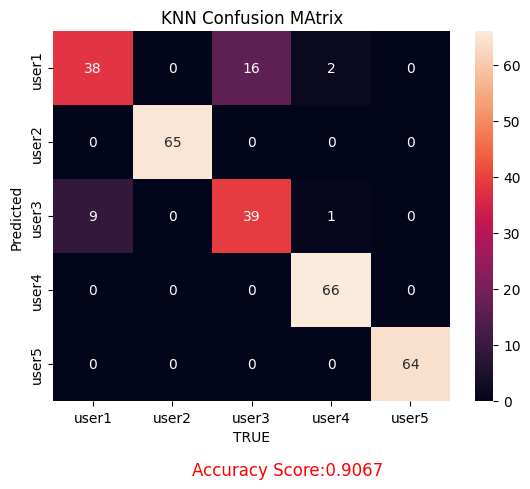 KNN Confusion MAtrix
user1 38 0 16 2 0
user2 0 65 0 0 0
user3 9 0 39 1 0
user4 0 0 0 66 0
user5 0 0 0 0 64
Predicted
user1 user2 user3 user4 user5
TRUE
60
50
40
30
20
10
0
Accuracy Score:0.9067